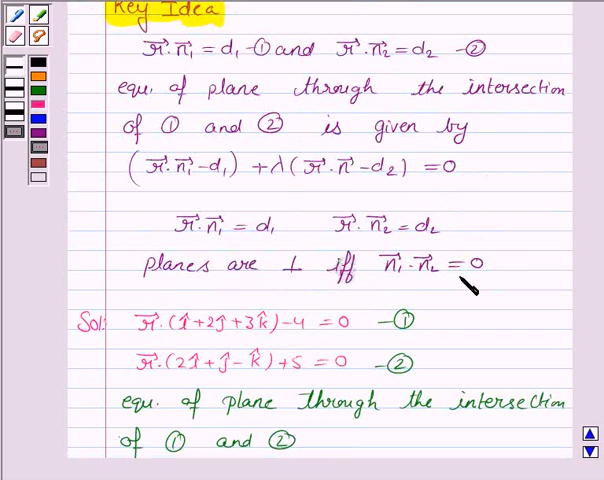 Key Idea
r⃗.n⃗₁ = d₁ -① and r⃗.n⃗₂ = d₂ -②
equ. of plane through the intersection
of ① and ② is given by
(r⃗.n⃗₁ -d₁) + λ(r⃗.n⃗ -d₂) = 0
r⃗.n⃗₁ = d₁ r⃗.n⃗₂ = d₂
planes are ⊥ iff n⃗₁.n⃗₂ = 0
Sol: r⃗.(î+2ĵ+3k̂)-4 = 0 -①
r⃗.(2î+ĵ-k̂)+5 = 0 -②
equ. of plane through the intersection
of ① and ②